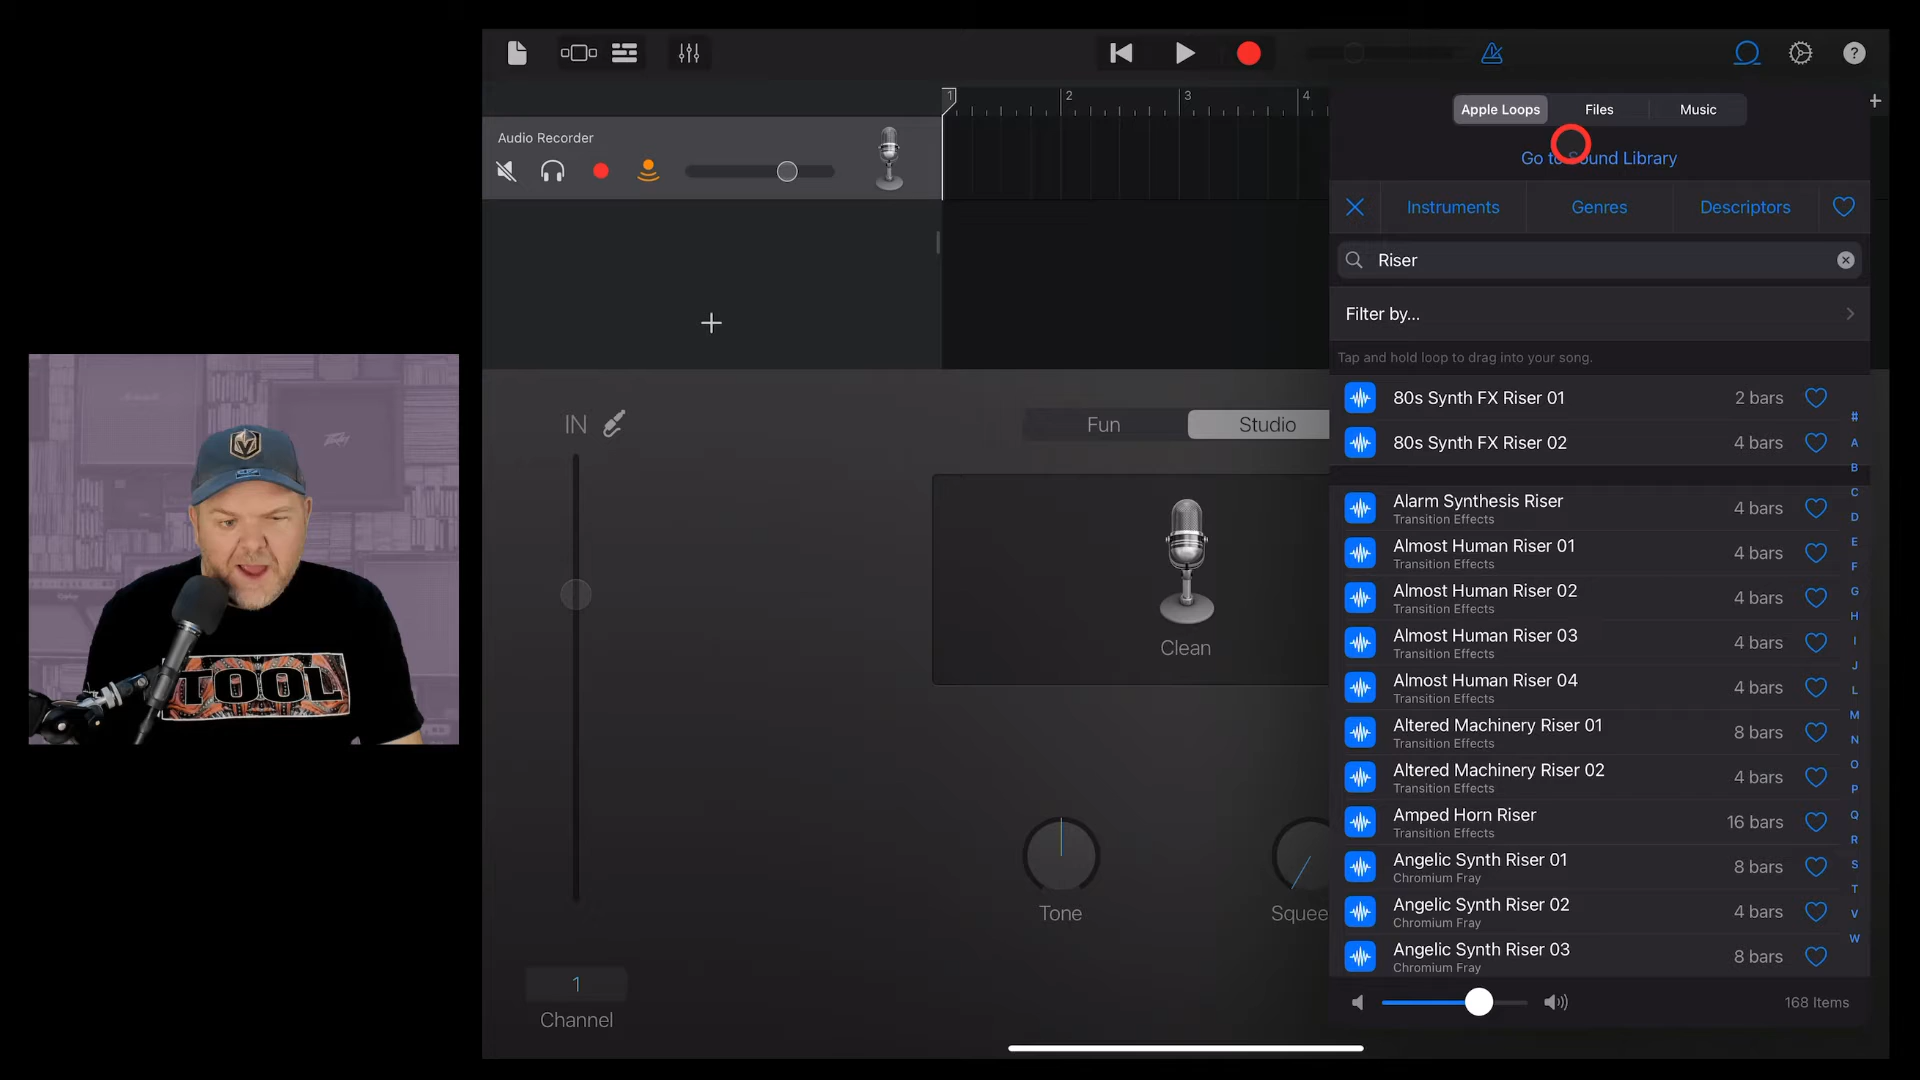 1
2
3
4
Audio Recorder
Apple Loops
Files
Music
Go to Sound Library
Instruments
Genres
Descriptors
Riser
Filter by...
Tap and hold loop to drag into your song.
80s Synth FX Riser 01
2 bars
80s Synth FX Riser 02
4 bars
Alarm Synthesis Riser
Transition Effects
4 bars
Almost Human Riser 01
Transition Effects
4 bars
Almost Human Riser 02
Transition Effects
4 bars
Almost Human Riser 03
Transition Effects
4 bars
Almost Human Riser 04
Transition Effects
4 bars
Altered Machinery Riser 01
Transition Effects
8 bars
Altered Machinery Riser 02
Transition Effects
4 bars
Amped Horn Riser
Transition Effects
16 bars
Angelic Synth Riser 01
Chromium Fray
8 bars
Angelic Synth Riser 02
Chromium Fray
4 bars
Angelic Synth Riser 03
Chromium Fray
8 bars
168 Items
#
A
B
C
D
E
F
G
H
I
J
L
M
N
O
P
Q
R
S
T
V
W
IN
Fun
Studio
Clean
Tone
Squee
1
Channel
TOOL